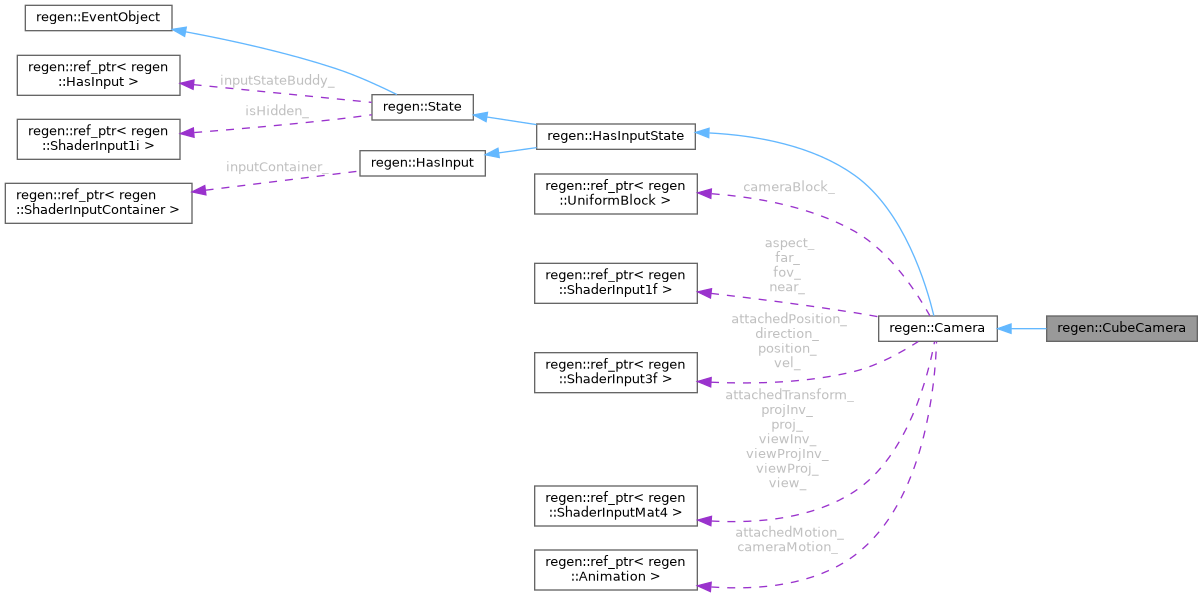 regen::EventObject
regen::ref_ptr< regen
::HasInput >
inputStateBuddy_
regen::State
isHidden_
regen::ref_ptr< regen
::ShaderInput1i >
regen::HasInputState
regen::HasInput
inputContainer_
regen::ref_ptr< regen
::ShaderInputContainer >
regen::ref_ptr< regen
::UniformBlock >
cameraBlock_
aspect_
far_
fov_
near_
regen::ref_ptr< regen
::ShaderInput1f >
attachedPosition_
direction_
position_
vel_
regen::Camera
regen::CubeCamera
regen::ref_ptr< regen
::ShaderInput3f >
attachedTransform_
projInv_
proj_
viewInv_
viewProjInv_
viewProj_
view_
regen::ref_ptr< regen
::ShaderInputMat4 >
attachedMotion_
cameraMotion_
regen::ref_ptr< regen
::Animation >